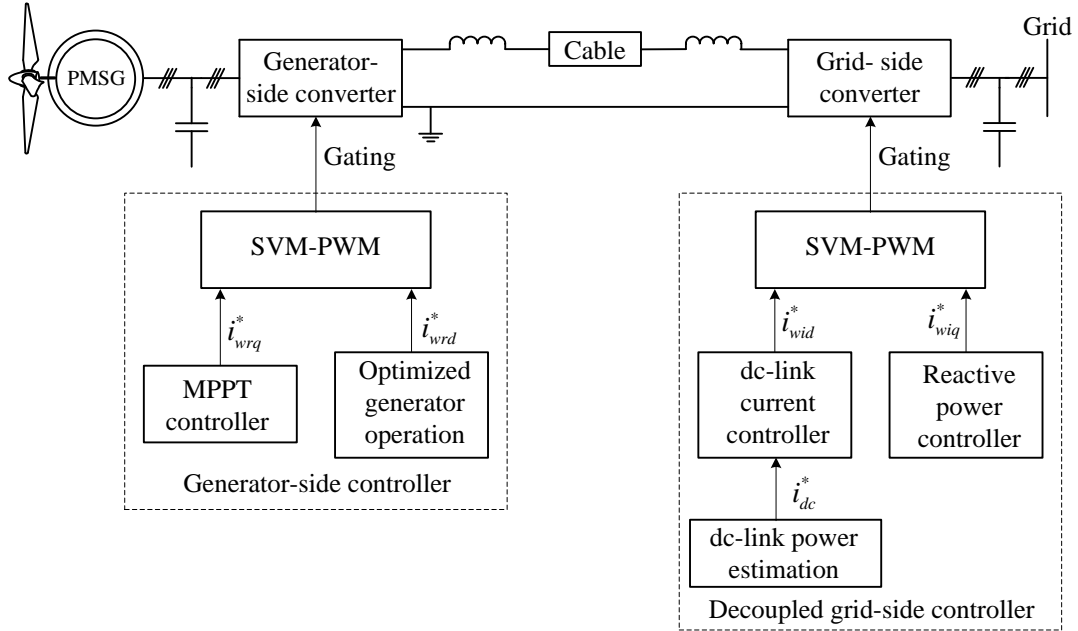 Grid
PMSG
Generator-
side converter
Cable
Grid- side
converter
Gating
Gating
SVM-PWM
SVM-PWM
i*wrq
i*wrd
i*wid
i*wiq
MPPT
controller
Optimized
generator
operation
dc-link
current
controller
Reactive
power
controller
Generator-side controller
i*dc
dc-link power
estimation
Decoupled grid-side controller